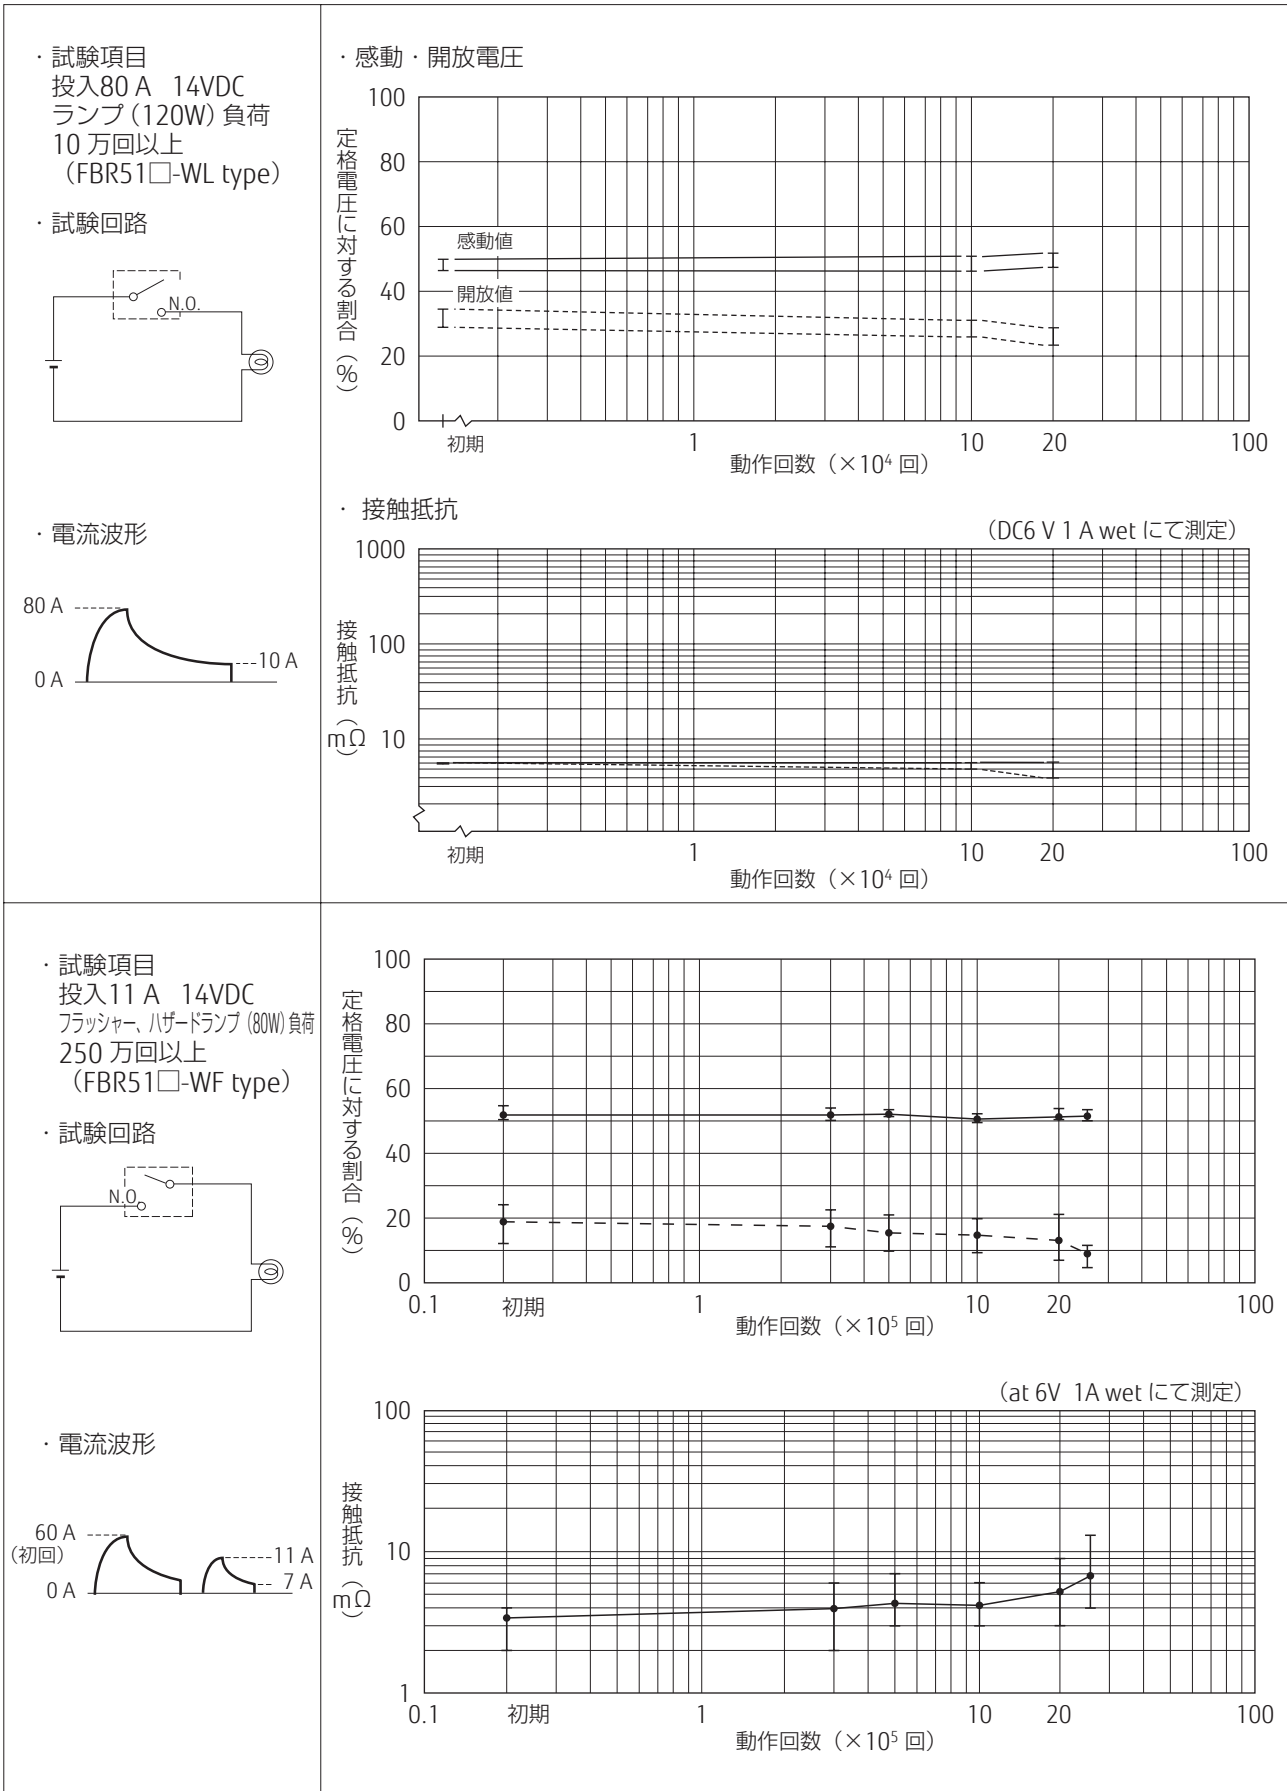 ・試験項目
投入80 A 14VDC
ランプ（120W）負荷
10 万回以上
（FBR51□-WL type）
・試験回路
N.O.
・電流波形
80 A
10 A
0 A
・感動・開放電圧
定格電圧に対する割合（%）
100
80
60
40
20
0
感動値
開放値
初期
1
10
20
100
動作回数（×10⁴ 回）
・ 接触抵抗
（DC6 V 1 A wet にて測定）
接触抵抗（mΩ）
1000
100
10
初期
1
10
20
100
動作回数（×10⁴ 回）
・試験項目
投入11 A 14VDC
フラッシャー、ハザードランプ（80W）負荷
250 万回以上
（FBR51□-WF type）
・試験回路
N.O.
・電流波形
60 A
（初回）
0 A
11 A
7 A
定格電圧に対する割合（%）
100
80
60
40
20
0
0.1
初期
1
10
20
100
動作回数（×10⁵ 回）
（at 6V 1A wet にて測定）
接触抵抗（mΩ）
100
10
1
0.1
初期
1
10
20
100
動作回数（×10⁵ 回）